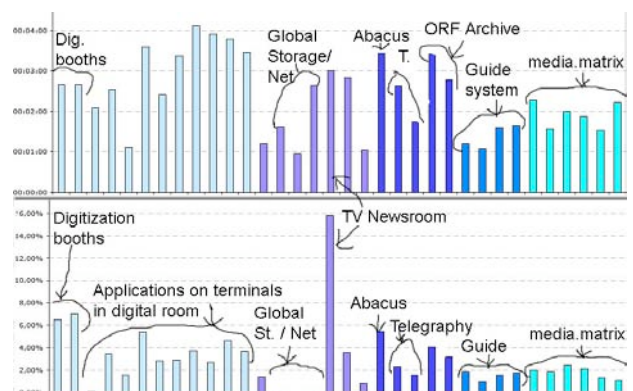 00:04:00
Dig.
booths
Global
Storage/
Net
Abacus
T.
ORF Archive
Guide
system
media.matrix
00:03:00
00:02:00
00:01:00
00:00:00
TV Newsroom
16,00%
Digitization
booths
14,00%
12,00%
10,00%
8,00%
Applications on terminals
in digital room
Global
St. / Net
Abacus
Telegraphy
Guide
media.matrix
6,00%
4,00%
2,00%